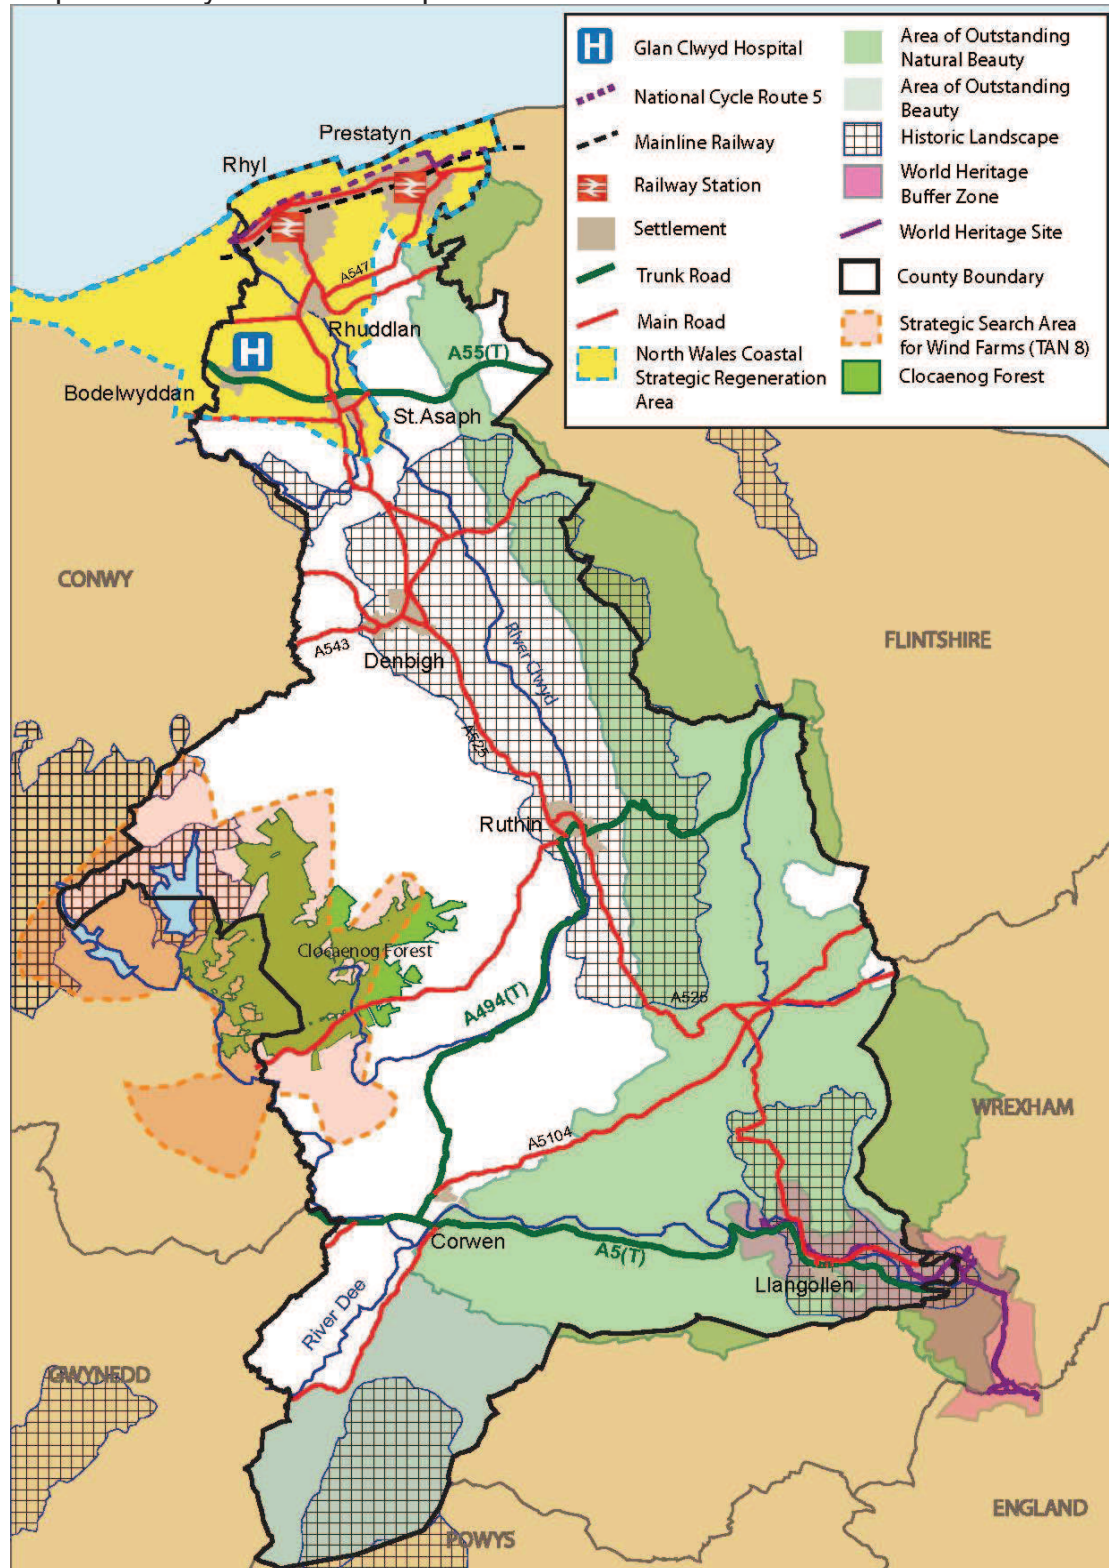 Glan Clwyd Hospital
National Cycle Route 5
Mainline Railway
Railway Station
Settlement
Trunk Road
Main Road
North Wales Coastal
Strategic Regeneration
Area
Area of Outstanding
Natural Beauty
Area of Outstanding
Beauty
Historic Landscape
World Heritage
Buffer Zone
World Heritage Site
County Boundary
Strategic Search Area
for Wind Farms (TAN 8)
Clocaenog Forest
H
Prestatyn
Rhyl
A547
Rhuddlan
H
A55(T)
Bodelwyddan
St.Asaph
CONWY
FLINTSHIRE
A543
Denbigh
River Clwyd
A525
Ruthin
Clocaenog Forest
A494(T)
A525
WREXHAM
A5104
Corwen
A5(T)
Llangollen
River Dee
GWYNEDD
ENGLAND
POWYS